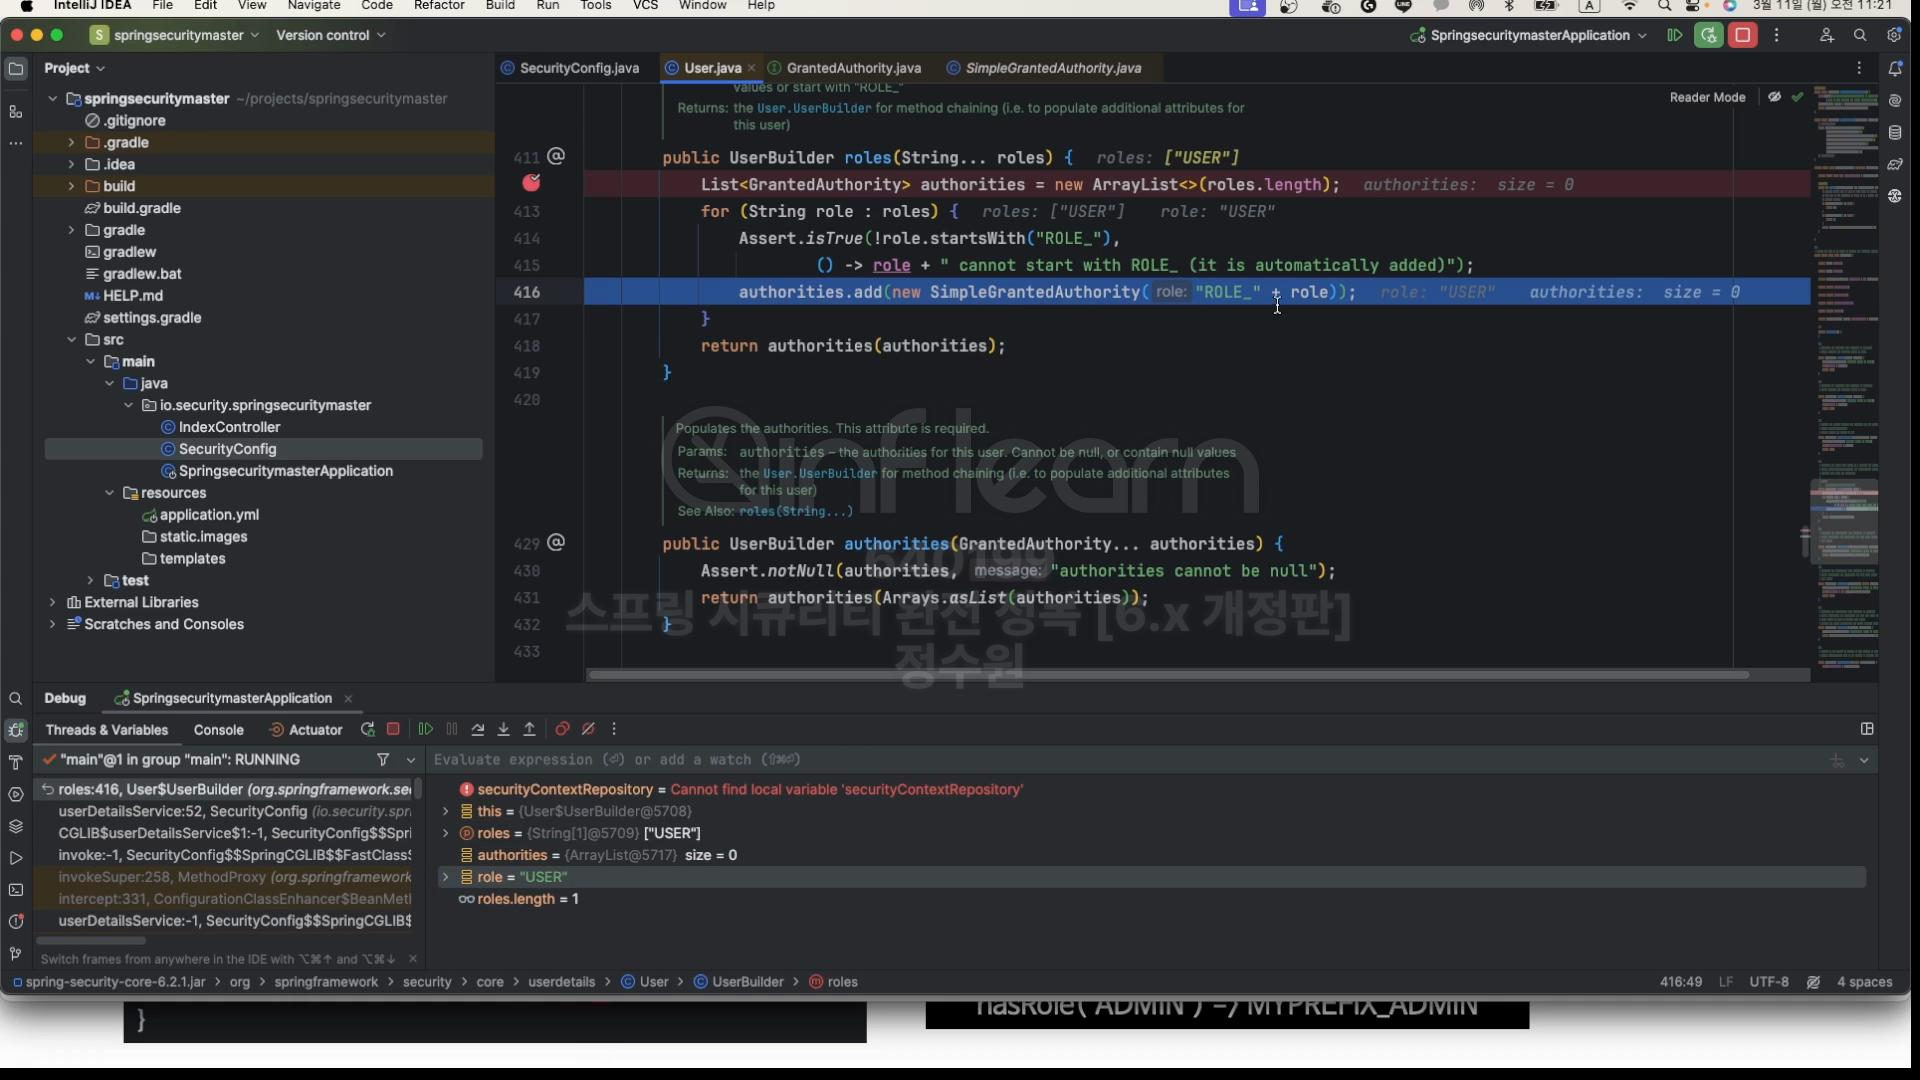 IntelliJ IDEA File Edit View Navigate Code Refactor Build Run Tools VCS Window Help
A 3월 11일 (월) 오전 11:21
S springsecuritymaster Version control SpringsecuritymasterApplication
Project
springsecuritymaster ~/projects/springsecuritymaster
.gitignore
.gradle
.idea
build
build.gradle
gradle
gradlew
gradlew.bat
M↓ HELP.md
settings.gradle
src
main
java
io.security.springsecuritymaster
IndexController
SecurityConfig
SpringsecuritymasterApplication
resources
application.yml
static.images
templates
test
External Libraries
Scratches and Consoles
SecurityConfig.java User.java GrantedAuthority.java SimpleGrantedAuthority.java
Reader Mode
values or start with "ROLE_"
Returns: the User.UserBuilder for method chaining (i.e. to populate additional attributes for
this user)
411 public UserBuilder roles(String... roles) { roles: ["USER"]
List<GrantedAuthority> authorities = new ArrayList<>(roles.length); authorities: size = 0
413 for (String role : roles) { roles: ["USER"] role: "USER"
414 Assert.isTrue(!role.startsWith("ROLE_"),
415 () -> role + " cannot start with ROLE_ (it is automatically added)");
416 authorities.add(new SimpleGrantedAuthority( role: "ROLE_" + role)); role: "USER" authorities: size = 0
417 }
418 return authorities(authorities);
419 }
420
Populates the authorities. This attribute is required.
Params: authorities – the authorities for this user. Cannot be null, or contain null values
Returns: the User.UserBuilder for method chaining (i.e. to populate additional attributes
for this user)
See Also: roles(String...)
429 public UserBuilder authorities(GrantedAuthority... authorities) {
430 Assert.notNull(authorities, message: "authorities cannot be null");
431 return authorities(Arrays.asList(authorities));
432 }
433
inflearn
640199
스프링 시큐리티 완전 정복 [6.x 개정판]
정수원
Debug SpringsecuritymasterApplication
Threads & Variables Console Actuator
"main"@1 in group "main": RUNNING
roles:416, User$UserBuilder (org.springframework.se
userDetailsService:52, SecurityConfig (io.security.spr
CGLIB$userDetailsService$1:-1, SecurityConfig$$Spri
invoke:-1, SecurityConfig$$SpringCGLIB$$FastClass$
invokeSuper:258, MethodProxy (org.springframework
intercept:331, ConfigurationClassEnhancer$BeanMet
userDetailsService:-1, SecurityConfig$$SpringCGLIB$
Switch frames from anywhere in the IDE with ⌥⌘↑ and ⌥⌘↓
Evaluate expression (⏎) or add a watch (⇧⌘⏎)
securityContextRepository = Cannot find local variable 'securityContextRepository'
this = {User$UserBuilder@5708}
roles = {String[1]@5709} ["USER"]
authorities = {ArrayList@5717} size = 0
role = "USER"
roles.length = 1
spring-security-core-6.2.1.jar > org > springframework > security > core > userdetails > User > UserBuilder > roles
416:49 LF UTF-8 4 spaces
}
hasRole("ADMIN") => MYPREFIX_ADMIN